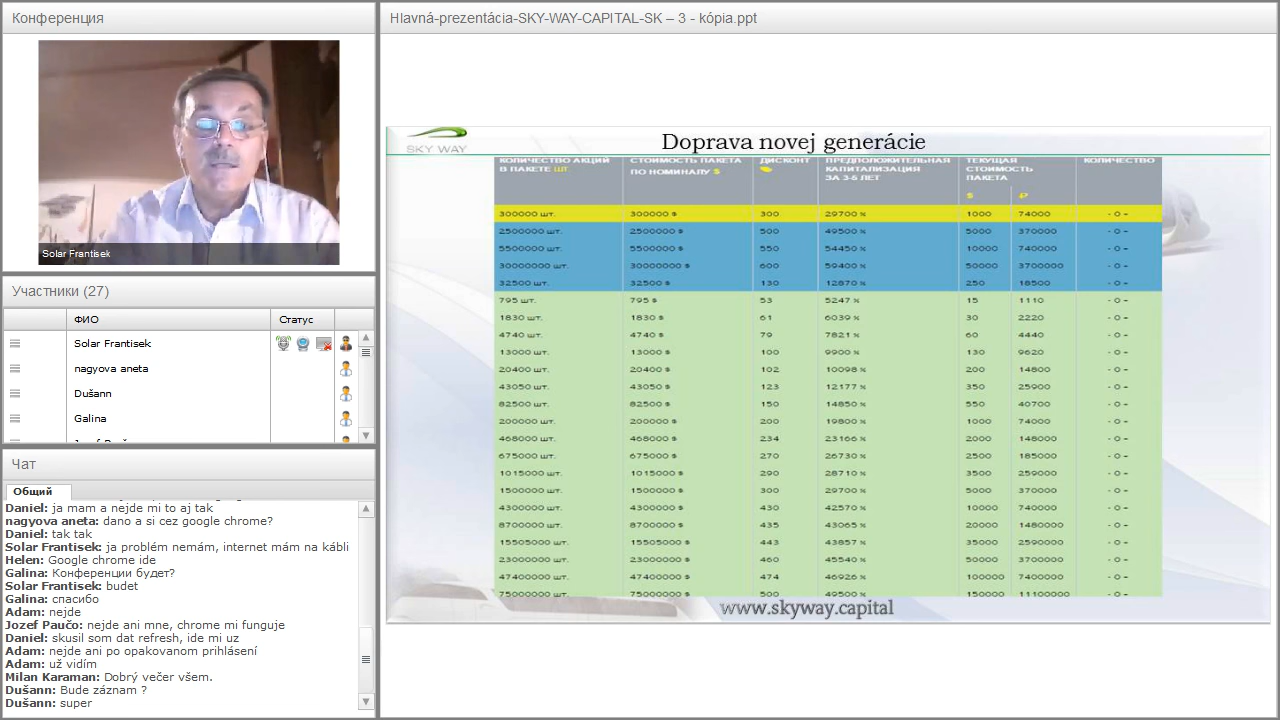 Конференция
Solar Frantisek
Участники (27)
ФИО Статус
Solar Frantisek
nagyova aneta
Dušann
Galina
Чат
Общий
Daniel: ja mam a nejde mi to aj tak
nagyova aneta: dano a si cez google chrome?
Daniel: tak tak
Solar Frantisek: ja problém nemám, internet mám na kábli
Helen: Google chrome ide
Galina: Конференции будет?
Solar Frantisek: budet
Galina: спасибо
Adam: nejde
Jozef Paučo: nejde ani mne, chrome mi funguje
Daniel: skusil som dat refresh, ide mi uz
Adam: nejde ani po opakovanom prihlásení
Adam: už vidím
Milan Karaman: Dobrý večer všem.
Dušann: Bude záznam ?
Dušann: super
Hlavná-prezentácia-SKY-WAY-CAPITAL-SK – 3 - kópia.ppt
SKY WAY
Doprava novej generácie
КОЛИЧЕСТВО АКЦИЙ В ПАКЕТЕ ШТ. СТОИМОСТЬ ПАКЕТА ПО НОМИНАЛУ $ ДИСКОНТ ПРЕДПОЛОЖИТЕЛЬНАЯ КАПИТАЛИЗАЦИЯ ЗА 3-5 ЛЕТ ТЕКУЩАЯ СТОИМОСТЬ ПАКЕТА КОЛИЧЕСТВО
$ ₽
300000 шт. 300000 $ 300 29700 % 1000 74000 - 0 -
2500000 шт. 2500000 $ 500 49500 % 5000 370000 - 0 -
5500000 шт. 5500000 $ 550 54450 % 10000 740000 - 0 -
30000000 шт. 30000000 $ 600 59400 % 50000 3700000 - 0 -
32500 шт. 32500 $ 130 12870 % 250 18500 - 0 -
795 шт. 795 $ 53 5247 % 15 1110 - 0 -
1830 шт. 1830 $ 61 6039 % 30 2220 - 0 -
4740 шт. 4740 $ 79 7821 % 60 4440 - 0 -
13000 шт. 13000 $ 100 9900 % 130 9620 - 0 -
20400 шт. 20400 $ 102 10098 % 200 14800 - 0 -
43050 шт. 43050 $ 123 12177 % 350 25900 - 0 -
82500 шт. 82500 $ 150 14850 % 550 40700 - 0 -
200000 шт. 200000 $ 200 19800 % 1000 74000 - 0 -
468000 шт. 468000 $ 234 23166 % 2000 148000 - 0 -
675000 шт. 675000 $ 270 26730 % 2500 185000 - 0 -
1015000 шт. 1015000 $ 290 28710 % 3500 259000 - 0 -
1500000 шт. 1500000 $ 300 29700 % 5000 370000 - 0 -
4300000 шт. 4300000 $ 430 42570 % 10000 740000 - 0 -
8700000 шт. 8700000 $ 435 43065 % 20000 1480000 - 0 -
15505000 шт. 15505000 $ 443 43857 % 35000 2590000 - 0 -
23000000 шт. 23000000 $ 460 45540 % 50000 3700000 - 0 -
47400000 шт. 47400000 $ 474 46926 % 100000 7400000 - 0 -
75000000 шт. 75000000 $ 500 49500 % 150000 11100000 - 0 -
www.skyway.capital